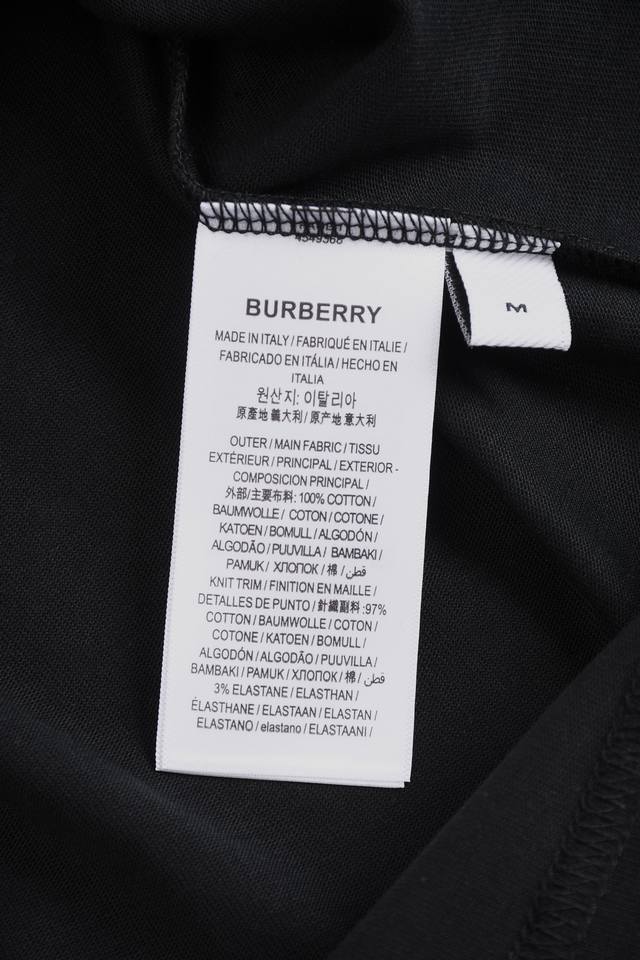 4549368
BURBERRY
MADE IN ITALY / FABRIQUÉ EN ITALIE /
FABRICADO EN ITÁLIA / HECHO EN
ITALIA
원산지: 이탈리아
原產地 義大利 / 原产地 意大利
OUTER / MAIN FABRIC / TISSU
EXTÉRIEUR / PRINCIPAL / EXTERIOR -
COMPOSICION PRINCIPAL /
外部/主要布料: 100% COTTON /
BAUMWOLLE / COTON / COTONE /
KATOEN / BOMULL / ALGODÓN /
ALGODÃO / PUUVILLA / BAMBAKI /
PAMUK / ХЛОПОК / 棉 / قطن /
KNIT TRIM / FINITION EN MAILLE /
DETALLES DE PUNTO / 針織副料 :97%
COTTON / BAUMWOLLE / COTON /
COTONE / KATOEN / BOMULL /
ALGODÓN / ALGODÃO / PUUVILLA /
BAMBAKI / PAMUK / ХЛОПОК / 棉 / قطن
3% ELASTANE / ELASTHAN /
ÉLASTHANE / ELASTAAN / ELASTAN /
ELASTANO / elastano / ELASTAANI /
M